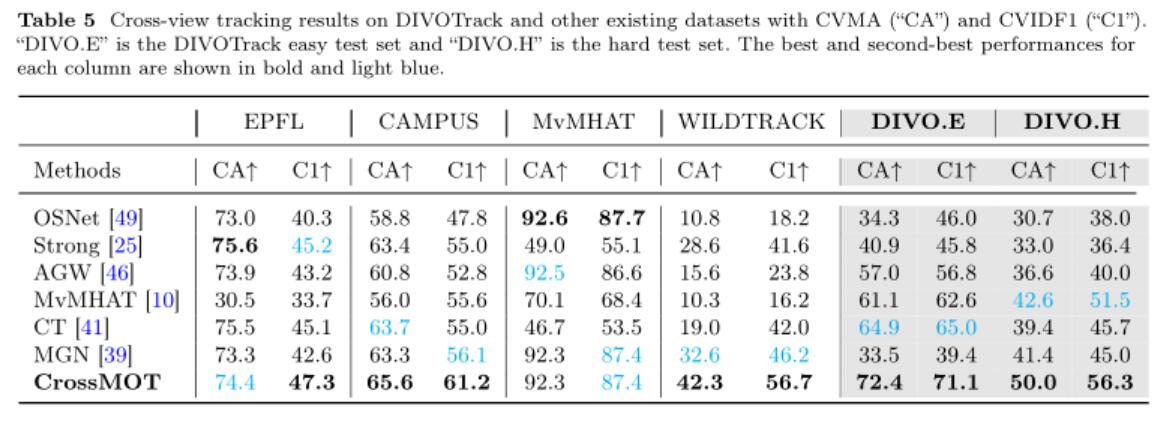 Table 5 Cross-view tracking results on DIVOTrack and other existing datasets with CVMA (“CA”) and CVIDF1 (“C1”).
“DIVO.E” is the DIVOTrack easy test set and “DIVO.H” is the hard test set. The best and second-best performances for
each column are shown in bold and light blue.
EPFL CAMPUS MvMHAT WILDTRACK DIVO.E DIVO.H
Methods CA↑ C1↑ CA↑ C1↑ CA↑ C1↑ CA↑ C1↑ CA↑ C1↑ CA↑ C1↑
OSNet [49] 73.0 40.3 58.8 47.8 92.6 87.7 10.8 18.2 34.3 46.0 30.7 38.0
Strong [25] 75.6 45.2 63.4 55.0 49.0 55.1 28.6 41.6 40.9 45.8 33.0 36.4
AGW [46] 73.9 43.2 60.8 52.8 92.5 86.6 15.6 23.8 57.0 56.8 36.6 40.0
MvMHAT [10] 30.5 33.7 56.0 55.6 70.1 68.4 10.3 16.2 61.1 62.6 42.6 51.5
CT [41] 75.5 45.1 63.7 55.0 46.7 53.5 19.0 42.0 64.9 65.0 39.4 45.7
MGN [39] 73.3 42.6 63.3 56.1 92.3 87.4 32.6 46.2 33.5 39.4 41.4 45.0
CrossMOT 74.4 47.3 65.6 61.2 92.3 87.4 42.3 56.7 72.4 71.1 50.0 56.3